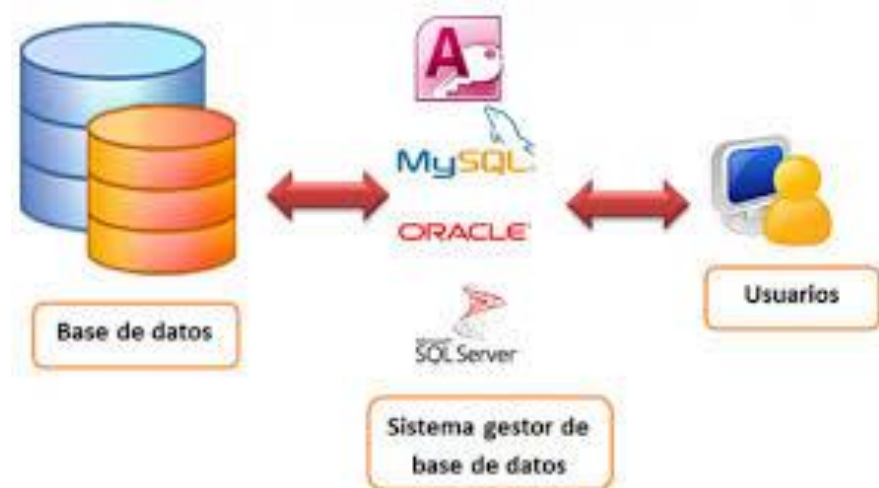 A
MySQL
ORACLE
SQL Server
Base de datos
Usuarios
Sistema gestor de
base de datos